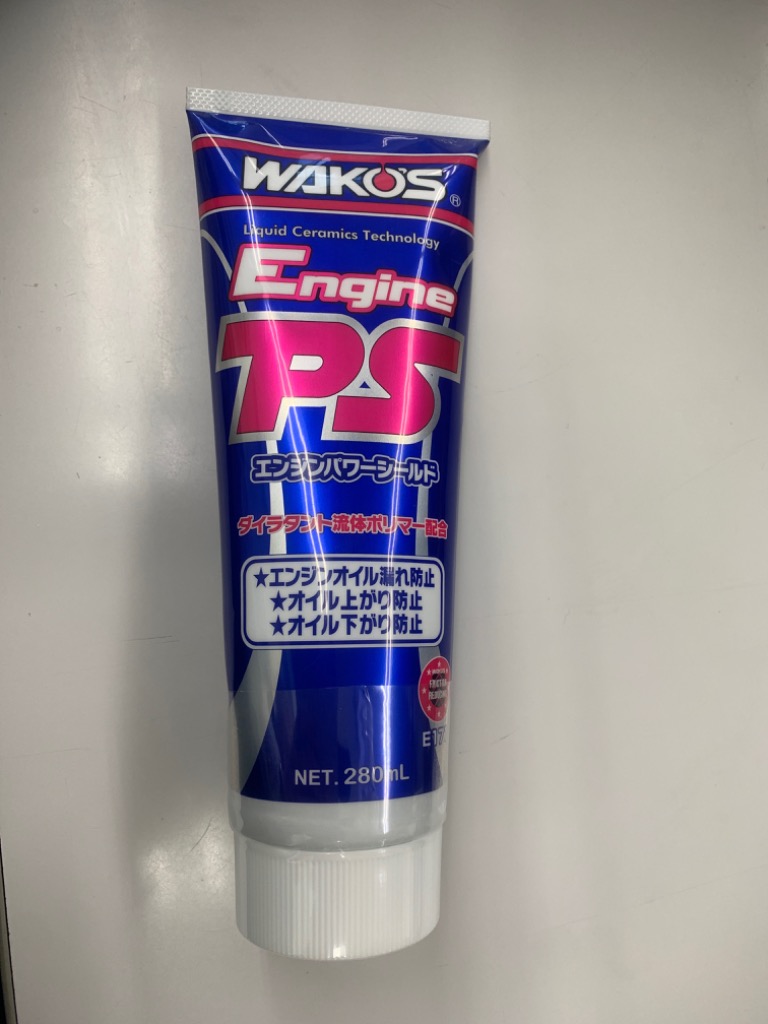 WAKO'S®
Liquid Ceramics Technology
Engine
PS
エンジンパワーシールド
ダイラタント流体ポリマー配合
★エンジンオイル漏れ防止
★オイル上がり防止
★オイル下がり防止
NET. 280mL